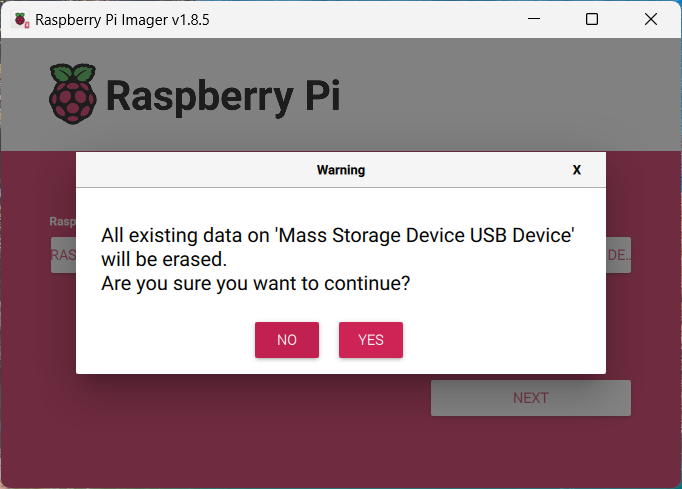 Raspberry Pi Imager v1.8.5
Raspberry Pi
Warning
X
All existing data on 'Mass Storage Device USB Device'
will be erased.
Are you sure you want to continue?
Rasp
RAS
DE..
NO
YES
NEXT